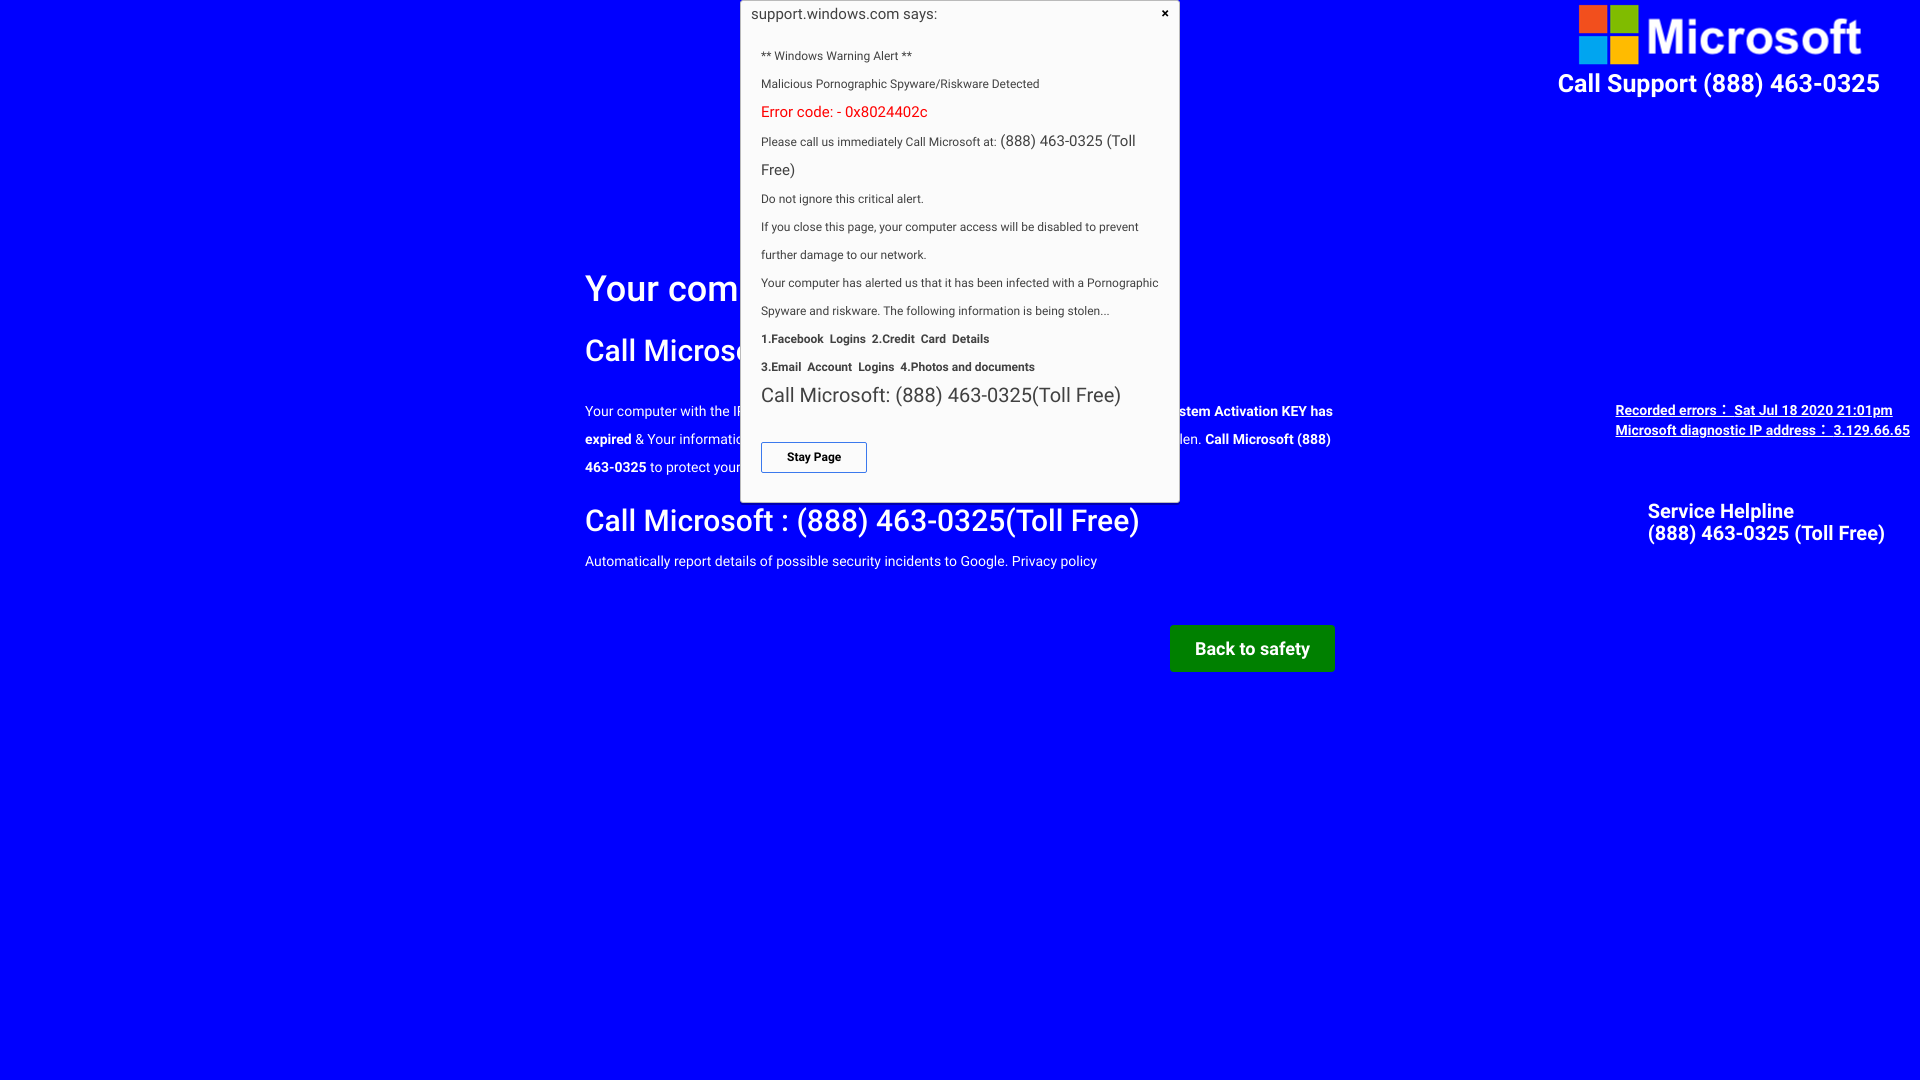 support.windows.com says:
×
** Windows Warning Alert **
Malicious Pornographic Spyware/Riskware Detected
Error code: - 0x8024402c
Please call us immediately Call Microsoft at: (888) 463-0325 (Toll
Free)
Do not ignore this critical alert.
If you close this page, your computer access will be disabled to prevent
further damage to our network.
Your computer has alerted us that it has been infected with a Pornographic
Spyware and riskware. The following information is being stolen...
1.Facebook Logins 2.Credit Card Details
3.Email Account Logins 4.Photos and documents
Call Microsoft: (888) 463-0325(Toll Free)
Stay Page
Microsoft
Call Support (888) 463-0325
Your com
Call Micros
Your computer with the
stem Activation KEY has
expired & Your informatio
len. Call Microsoft (888)
463-0325 to protect your
Call Microsoft : (888) 463-0325(Toll Free)
Automatically report details of possible security incidents to Google. Privacy policy
Back to safety
Recorded errors : Sat Jul 18 2020 21:01pm
Microsoft diagnostic IP address : 3.129.66.65
Service Helpline
(888) 463-0325 (Toll Free)